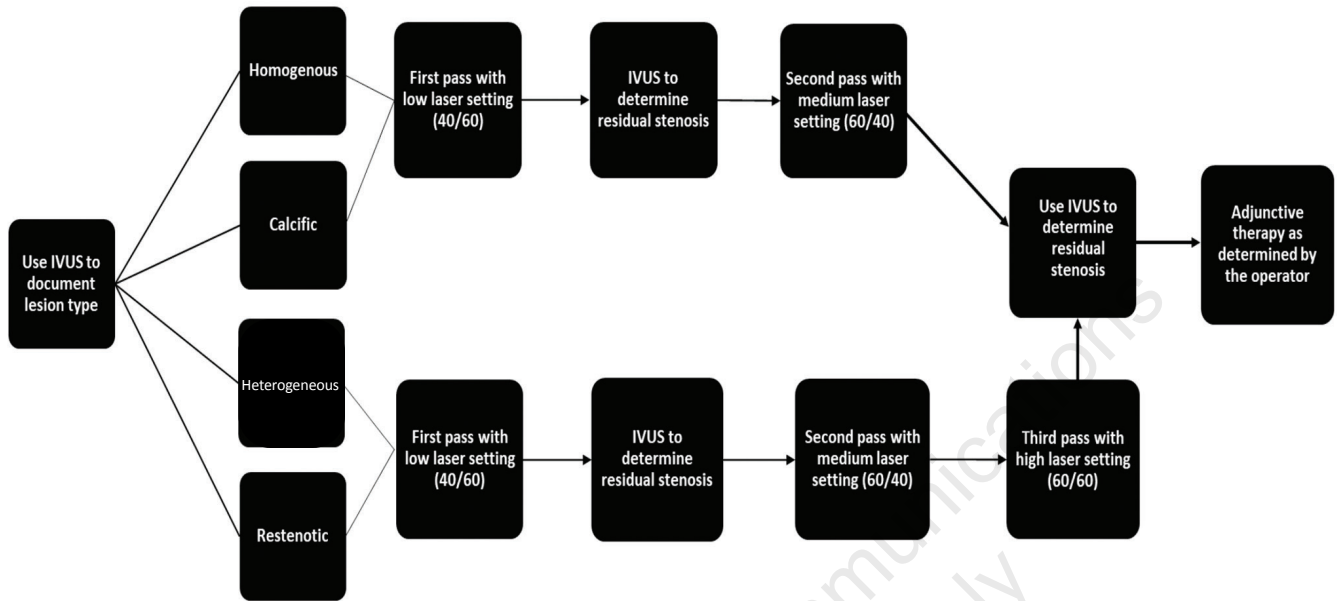 Homogenous
First pass with
low laser setting
(40/60)
IVUS to
determine
residual stenosis
Second pass with
medium laser
setting (60/40)
Calcific
Use IVUS to
document
lesion type
Use IVUS to
determine
residual
stenosis
Adjunctive
therapy as
determined by
the operator
Heterogeneous
Restenotic
First pass with
low laser setting
(40/60)
IVUS to
determine
residual stenosis
Second pass with
medium laser
setting (60/40)
Third pass with
high laser setting
(60/60)